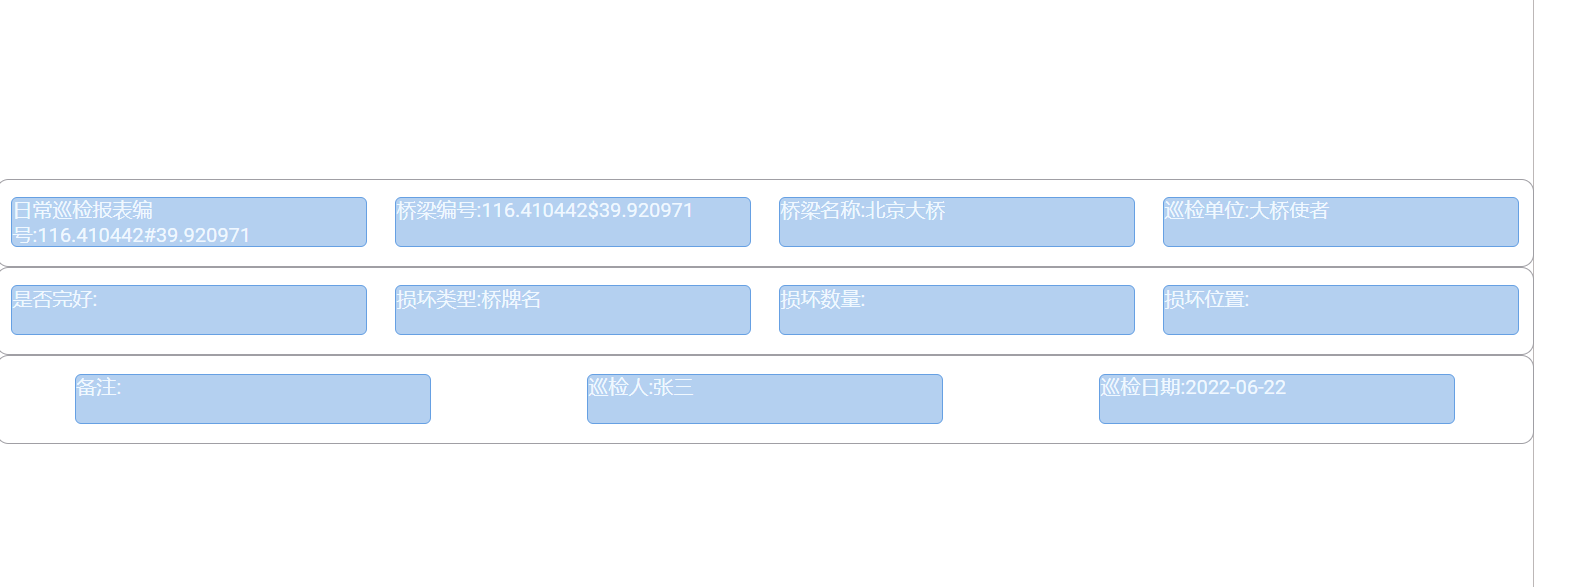 日常巡检报表编
号:116.410442#39.920971
桥梁编号:116.410442$39.920971
桥梁名称:北京大桥
巡检单位:大桥使者
是否完好:
损坏类型:桥牌名
损坏数量:
损坏位置:
备注:
巡检人:张三
巡检日期:2022-06-22